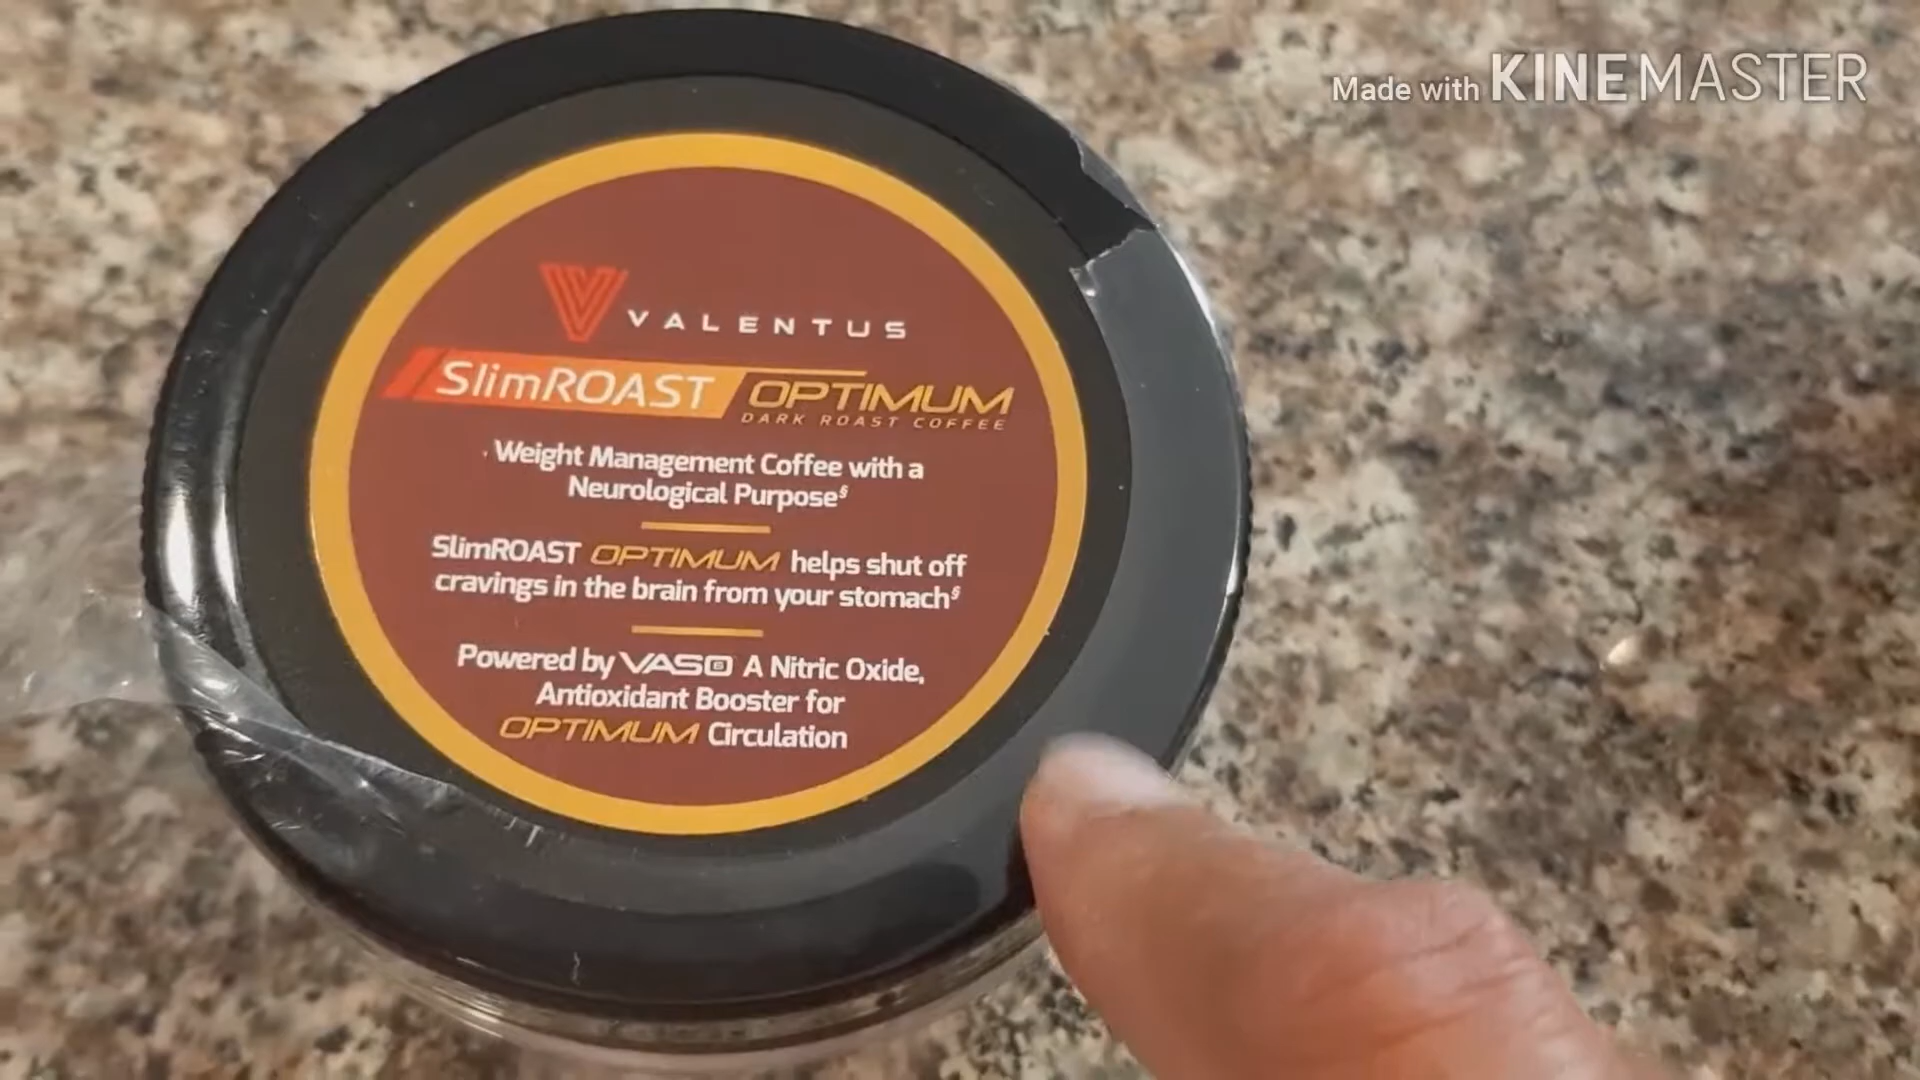 Made with KINEMASTER
VALENTUS
SlimROAST OPTIMUM
DARK ROAST COFFEE
Weight Management Coffee with a
Neurological Purpose§
SlimROAST OPTIMUM helps shut off
cravings in the brain from your stomach§
Powered by VASO6 A Nitric Oxide,
Antioxidant Booster for
OPTIMUM Circulation